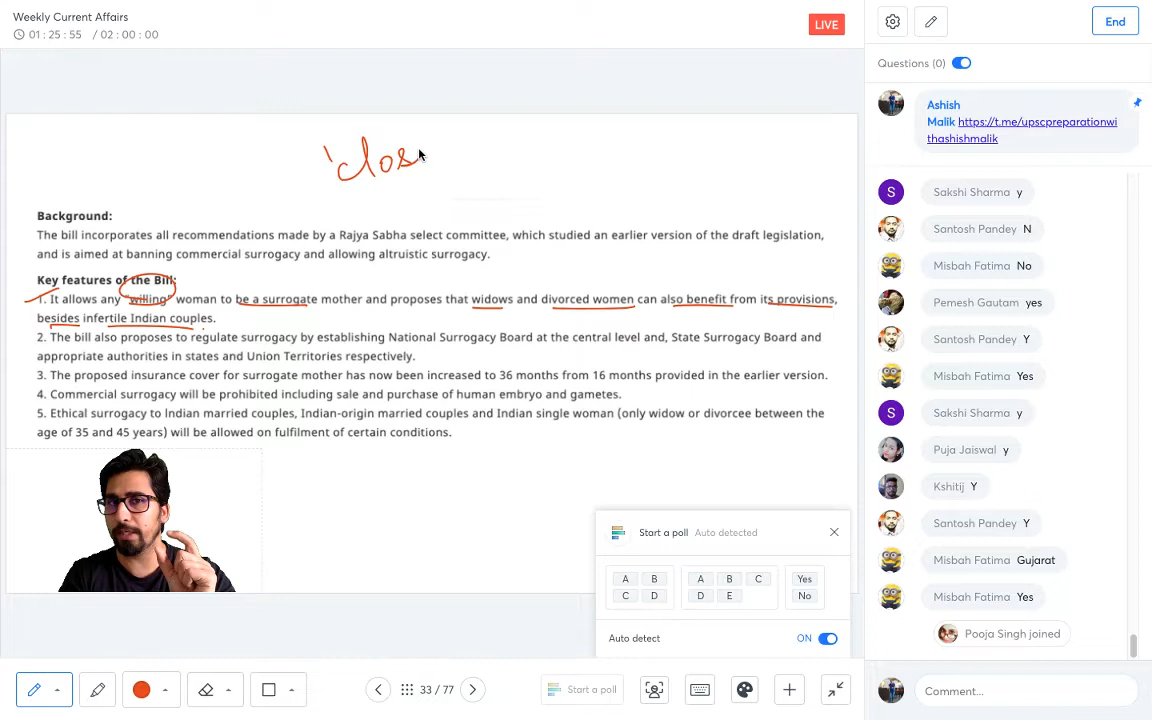 Weekly Current Affairs
01 : 25 : 55 / 02 : 00 : 00
LIVE
End
Questions (0)
Ashish
Malik https://t.me/upscpreparationwi
thashishmalik
'clos
Background:
The bill incorporates all recommendations made by a Rajya Sabha select committee, which studied an earlier version of the draft legislation,
and is aimed at banning commercial surrogacy and allowing altruistic surrogacy.
Key features of the Bill:
1. It allows any "willing" woman to be a surrogate mother and proposes that widows and divorced women can also benefit from its provisions,
besides infertile Indian couples.
2. The bill also proposes to regulate surrogacy by establishing National Surrogacy Board at the central level and, State Surrogacy Board and
appropriate authorities in states and Union Territories respectively.
3. The proposed insurance cover for surrogate mother has now been increased to 36 months from 16 months provided in the earlier version.
4. Commercial surrogacy will be prohibited including sale and purchase of human embryo and gametes.
5. Ethical surrogacy to Indian married couples, Indian-origin married couples and Indian single woman (only widow or divorcee between the
age of 35 and 45 years) will be allowed on fulfilment of certain conditions.
Start a poll Auto detected
A B
C D
A B C
D E
Yes
No
Auto detect ON
S Sakshi Sharma y
Santosh Pandey N
Misbah Fatima No
Pemesh Gautam yes
Santosh Pandey Y
Misbah Fatima Yes
S Sakshi Sharma y
Puja Jaiswal y
Kshitij Y
Santosh Pandey Y
Misbah Fatima Gujarat
Misbah Fatima Yes
Pooja Singh joined
33 / 77
Start a poll
Comment...